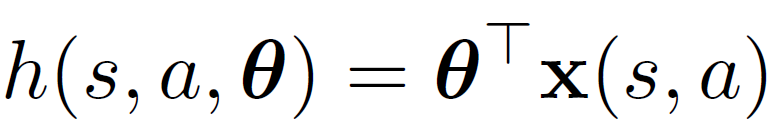 h(s, a, θ) = θ⊤x(s, a)